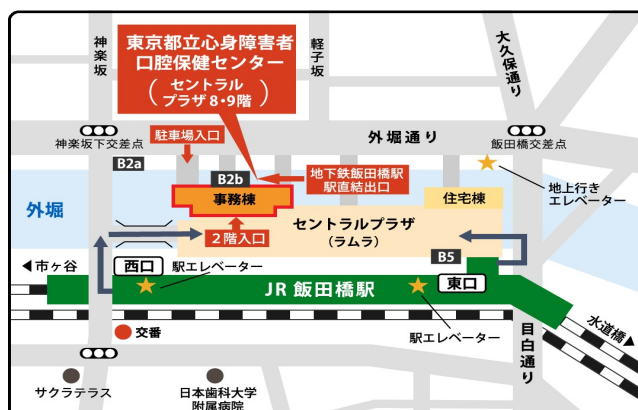 神楽坂
東京都立心身障害者
口腔保健センター
(セントラル
プラザ8・9階)
軽子坂
大久保通り
神楽坂下交差点
駐車場入口
外堀通り
飯田橋交差点
B2a
B2b
地下鉄飯田橋駅
駅直結出口
地上行き
エレベーター
外堀
事務棟
住宅棟
2階入口
セントラルプラザ
(ラムラ)
市ヶ谷
西口
駅エレベーター
B5
JR 飯田橋駅
東口
水道橋
交番
駅エレベーター
目白通り
サクラテラス
日本歯科大学
附属病院